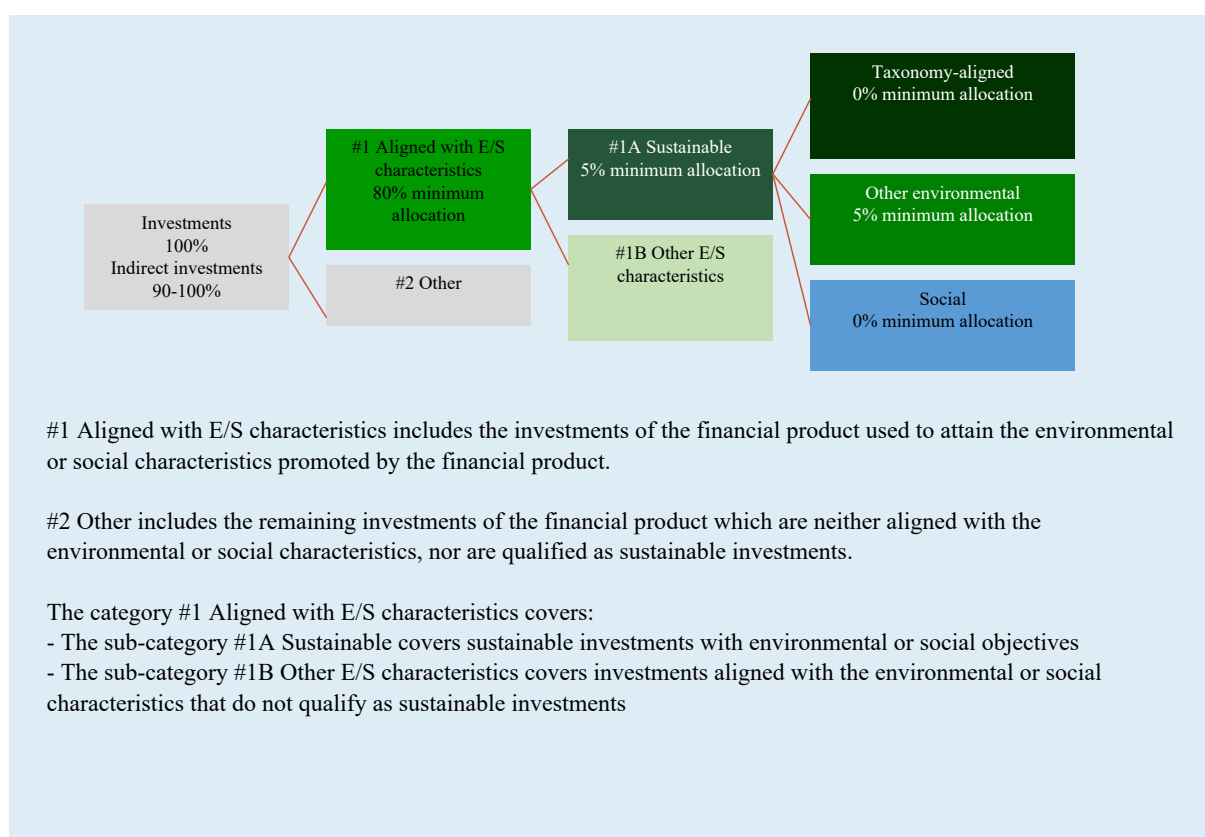 Investments
100%
Indirect investments
90-100%
#1 Aligned with E/S
characteristics
80% minimum
allocation
#2 Other
#1A Sustainable
5% minimum allocation
#1B Other E/S
characteristics
Taxonomy-aligned
0% minimum allocation
Other environmental
5% minimum allocation
Social
0% minimum allocation
#1 Aligned with E/S characteristics includes the investments of the financial product used to attain the environmental
or social characteristics promoted by the financial product.
#2 Other includes the remaining investments of the financial product which are neither aligned with the
environmental or social characteristics, nor are qualified as sustainable investments.
The category #1 Aligned with E/S characteristics covers:
- The sub-category #1A Sustainable covers sustainable investments with environmental or social objectives
- The sub-category #1B Other E/S characteristics covers investments aligned with the environmental or social
characteristics that do not qualify as sustainable investments